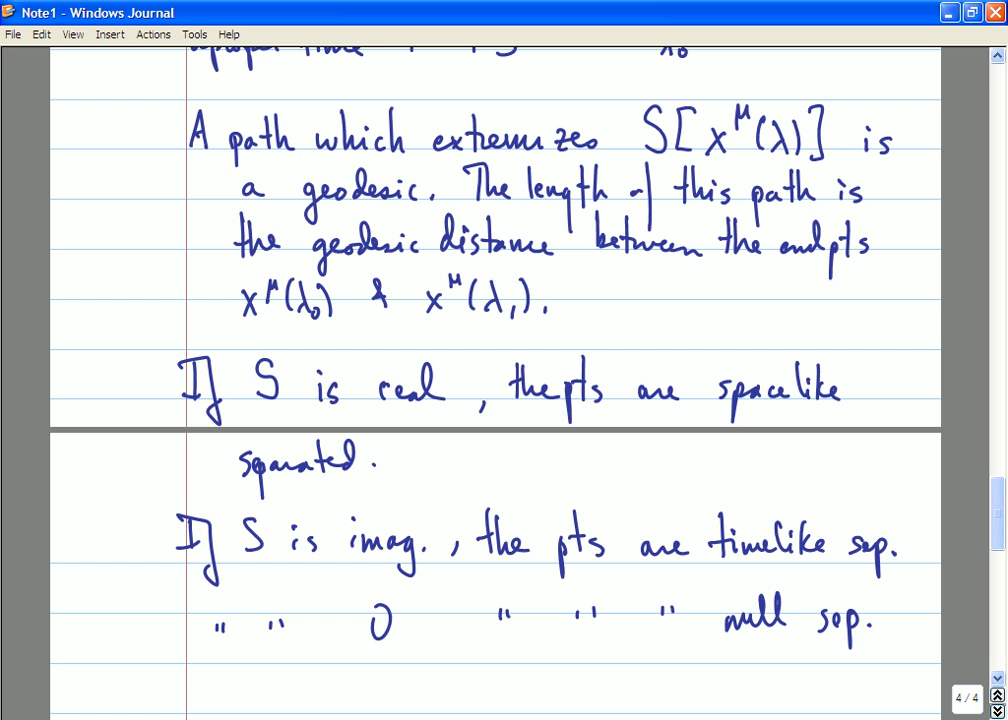 Note1 - Windows Journal
File Edit View Insert Actions Tools Help
proper time
A path which extremizes S[x^μ(λ)] is
a geodesic. The length of this path is
the geodesic distance between the endpts
x^μ(λ₀) & x^μ(λ₁).
If S is real, the pts are spacelike
separated.
If S is imag., the pts are timelike sep.
" " 0 " " " null sep.
4 / 4